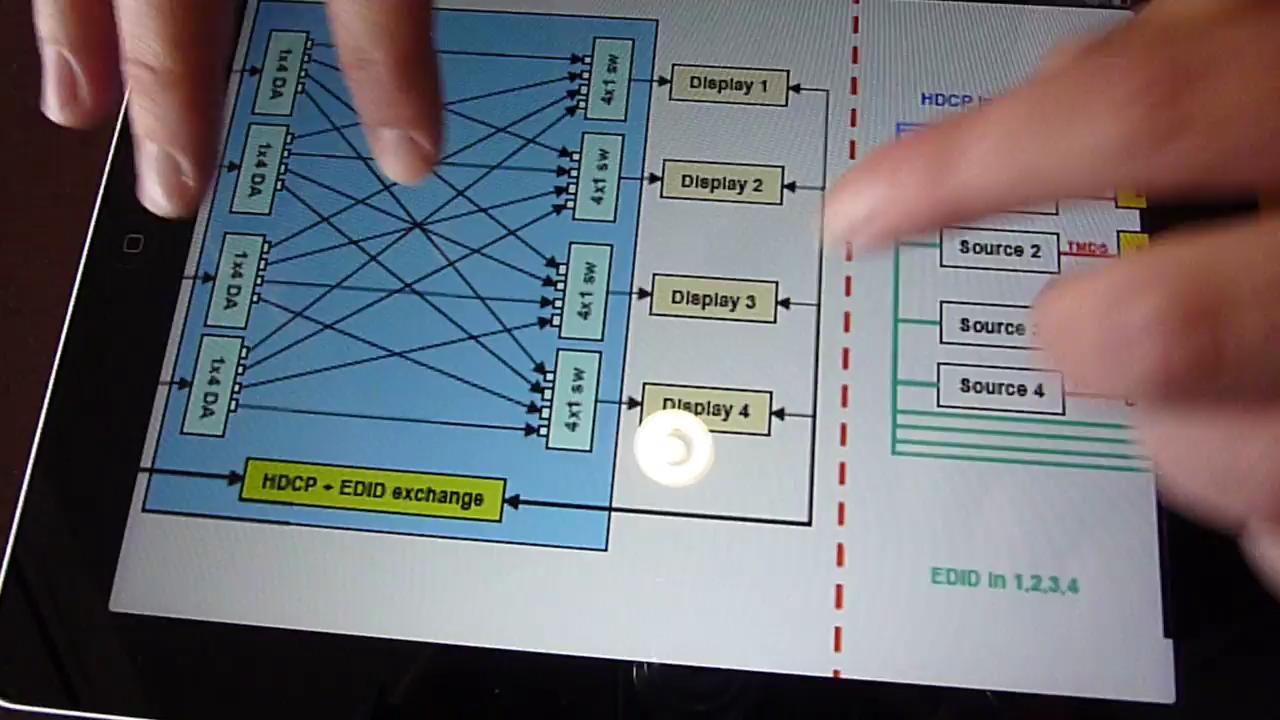 1x4 DA
1x4 DA
1x4 DA
1x4 DA
4x1 sw
4x1 sw
4x1 sw
4x1 sw
Display 1
Display 2
Display 3
Display 4
HDCP + EDID exchange
HDCP
Source 2
TMDS
Source
Source 4
EDID in 1,2,3,4